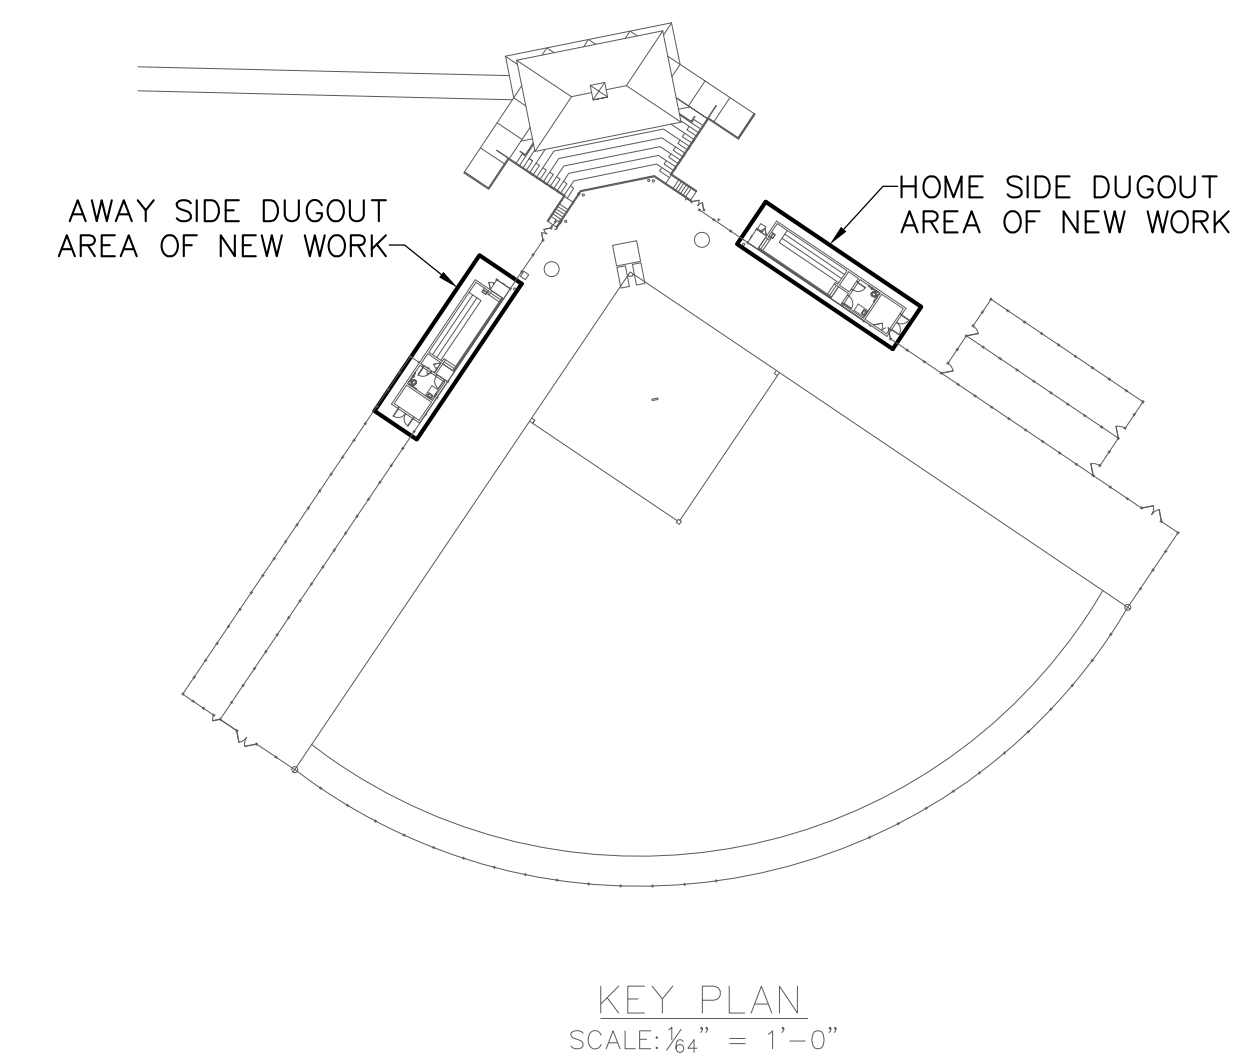 HOME SIDE DUGOUT
AREA OF NEW WORK
AWAY SIDE DUGOUT
AREA OF NEW WORK
KEY PLAN
SCALE: 1/64" = 1'-0"